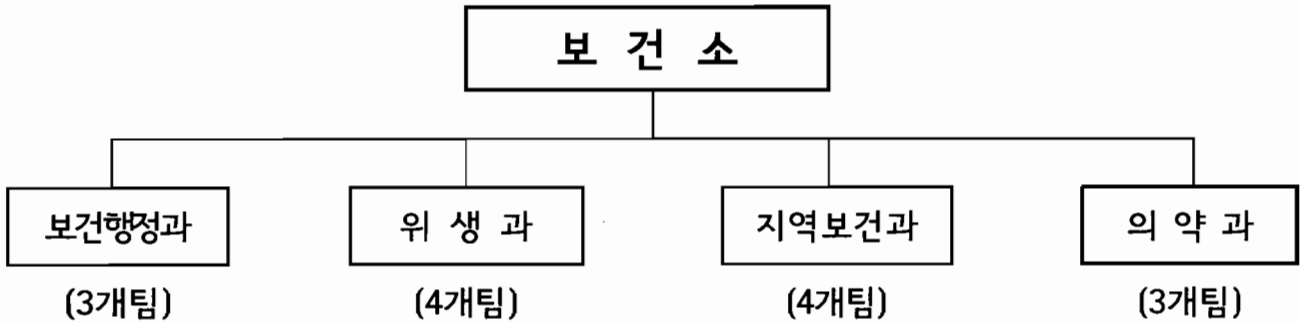 보 건 소
보건행정과 위 생 과 지역보건과 의 약 과
(3개팀) (4개팀) (4개팀) (3개팀)